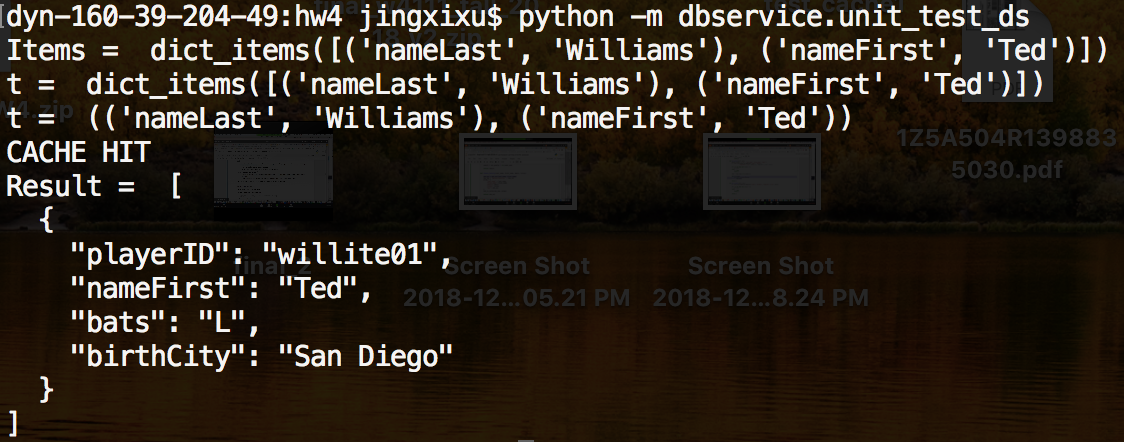 [dyn-160-39-204-49:hw4 jingxixu$ python -m dbservice.unit_test_ds
Items =  dict_items([('nameLast', 'Williams'), ('nameFirst', 'Ted')])
t =  dict_items([('nameLast', 'Williams'), ('nameFirst', 'Ted')])
t =  (('nameLast', 'Williams'), ('nameFirst', 'Ted'))
CACHE HIT
Result =  [
  {
    "playerID": "willite01",
    "nameFirst": "Ted",
    "bats": "L",
    "birthCity": "San Diego"
  }
]
1Z5A504R139883
5030.pdf
final_2
Screen Shot
2018-12...05.21 PM
Screen Shot
2018-12...8.24 PM